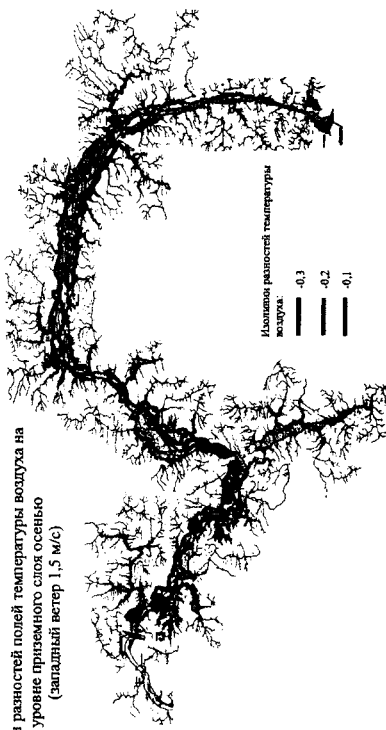 разностей полей температуры воздуха на
уровне приземного слоя осенью
(западный ветер 1,5 м/с)
Изолинии разностей температуры
воздуха:
-0,3
-0,2
-0,1